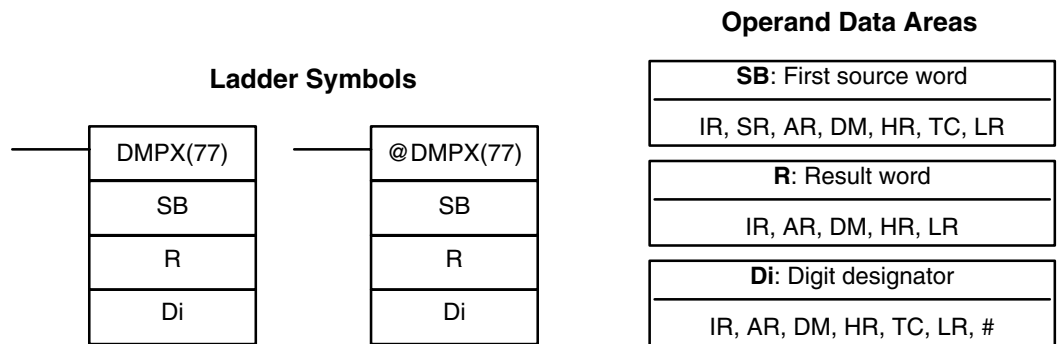 Ladder Symbols
DMPX(77)
SB
R
Di
@DMPX(77)
SB
R
Di
Operand Data Areas
SB: First source word
IR, SR, AR, DM, HR, TC, LR
R: Result word
IR, AR, DM, HR, LR
Di: Digit designator
IR, AR, DM, HR, TC, LR, #